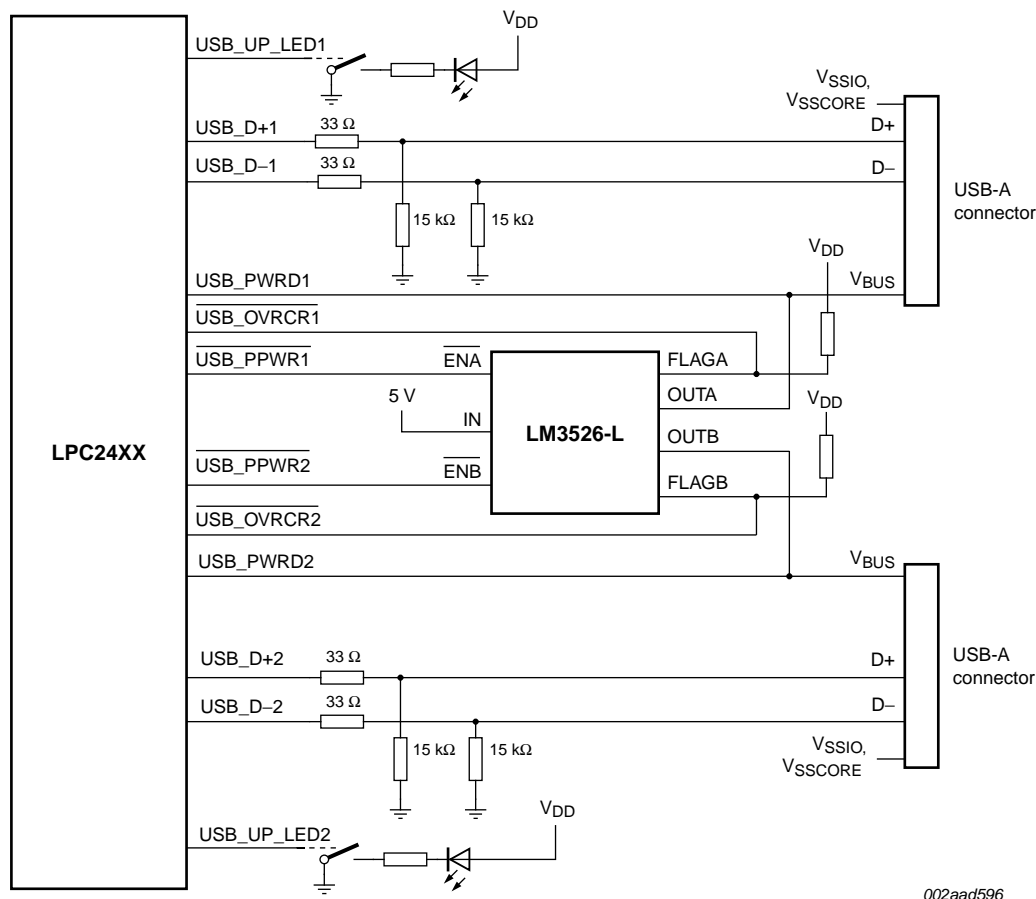 USB_UP_LED1
VDD
VSSIO,
VSSCORE
USB_D+1
33 Ω
D+
USB_D−1
33 Ω
D−
USB-A
connector
15 kΩ
15 kΩ
VDD
USB_PWRD1
VBUS
USB_OVRCR1
USB_PPWR1
ENA
FLAGA
5 V
OUTA
VDD
IN
LM3526-L
LPC24XX
OUTB
USB_PPWR2
ENB
FLAGB
USB_OVRCR2
USB_PWRD2
VBUS
USB_D+2
33 Ω
D+
USB-A
connector
USB_D−2
33 Ω
D−
15 kΩ
15 kΩ
VSSIO,
VSSCORE
VDD
USB_UP_LED2
002aad596